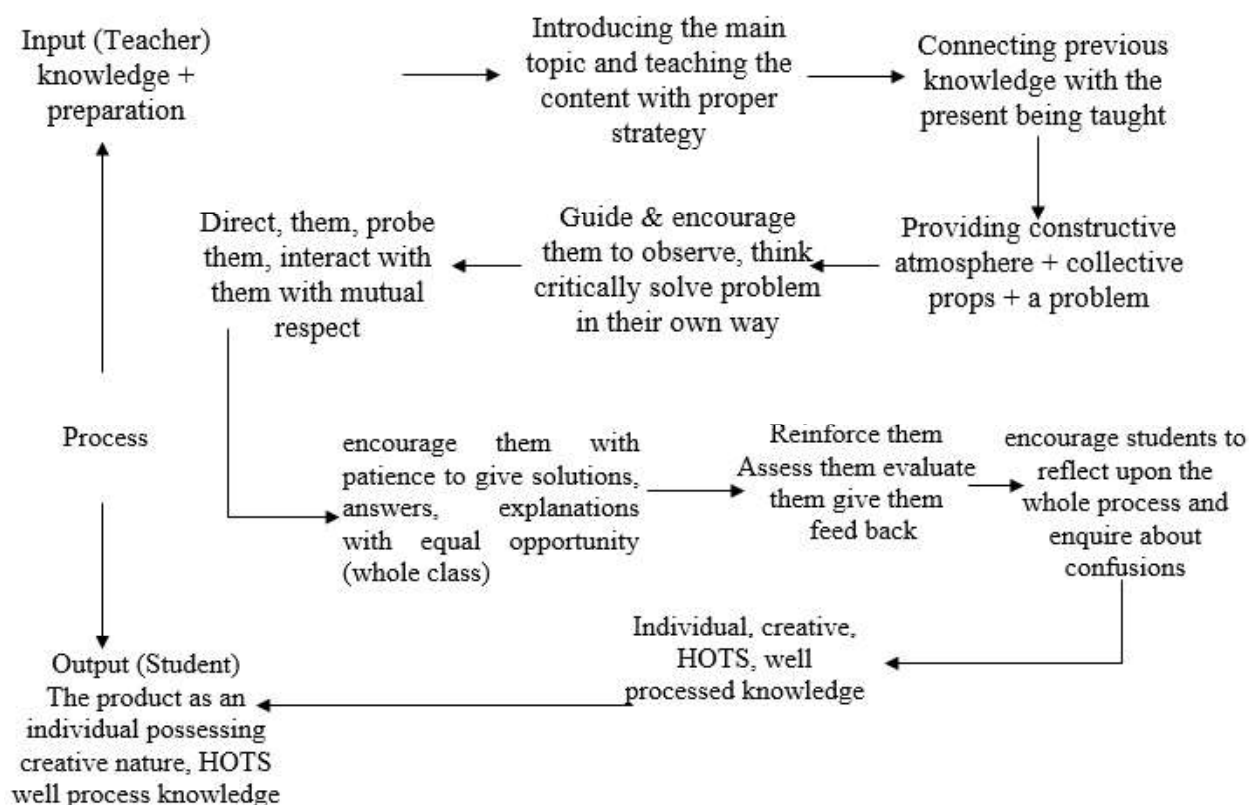 Input (Teacher)
knowledge +
preparation
Introducing the main
topic and teaching the
content with proper
strategy
Connecting previous
knowledge with the
present being taught
Providing constructive
atmosphere + collective
props + a problem
Guide & encourage
them to observe, think
critically solve problem
in their own way
Direct, them, probe
them, interact with
them with mutual
respect
Process
encourage them with
patience to give solutions,
answers, explanations
with equal opportunity
(whole class)
Reinforce them
Assess them evaluate
them give them
feed back
encourage students to
reflect upon the
whole process and
enquire about
confusions
Individual, creative,
HOTS, well
processed knowledge
Output (Student)
The product as an
individual possessing
creative nature, HOTS
well process knowledge